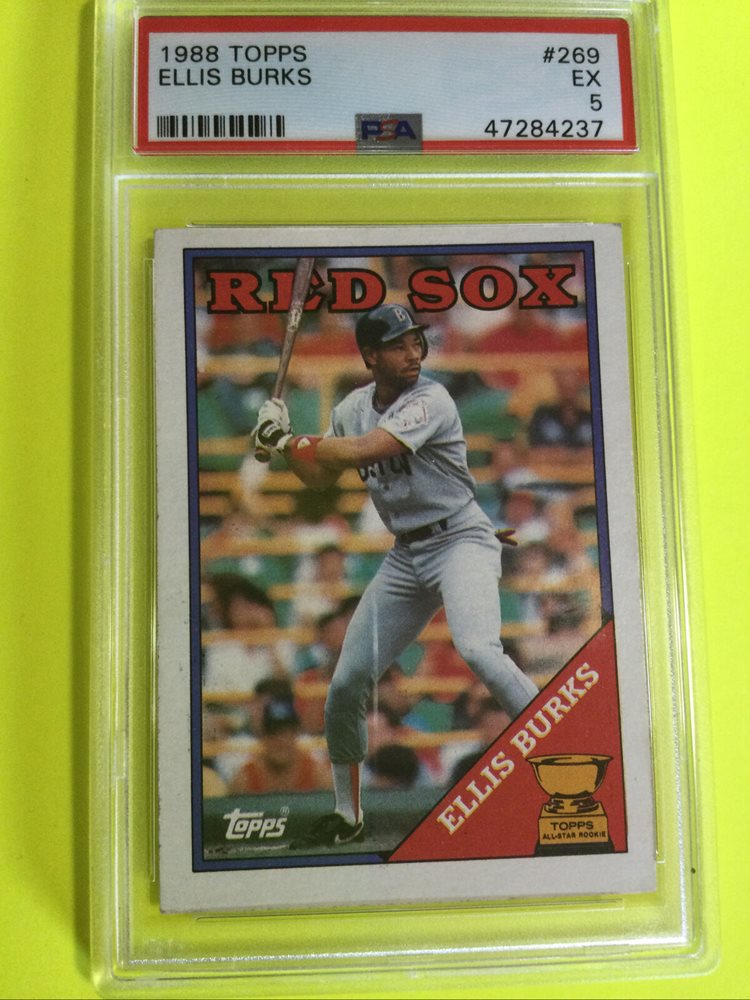 1988 TOPPS #269
ELLIS BURKS EX
5
PSA 47284237
RED SOX
B
ELLIS BURKS
topps®
TOPPS
ALL-STAR ROOKIE